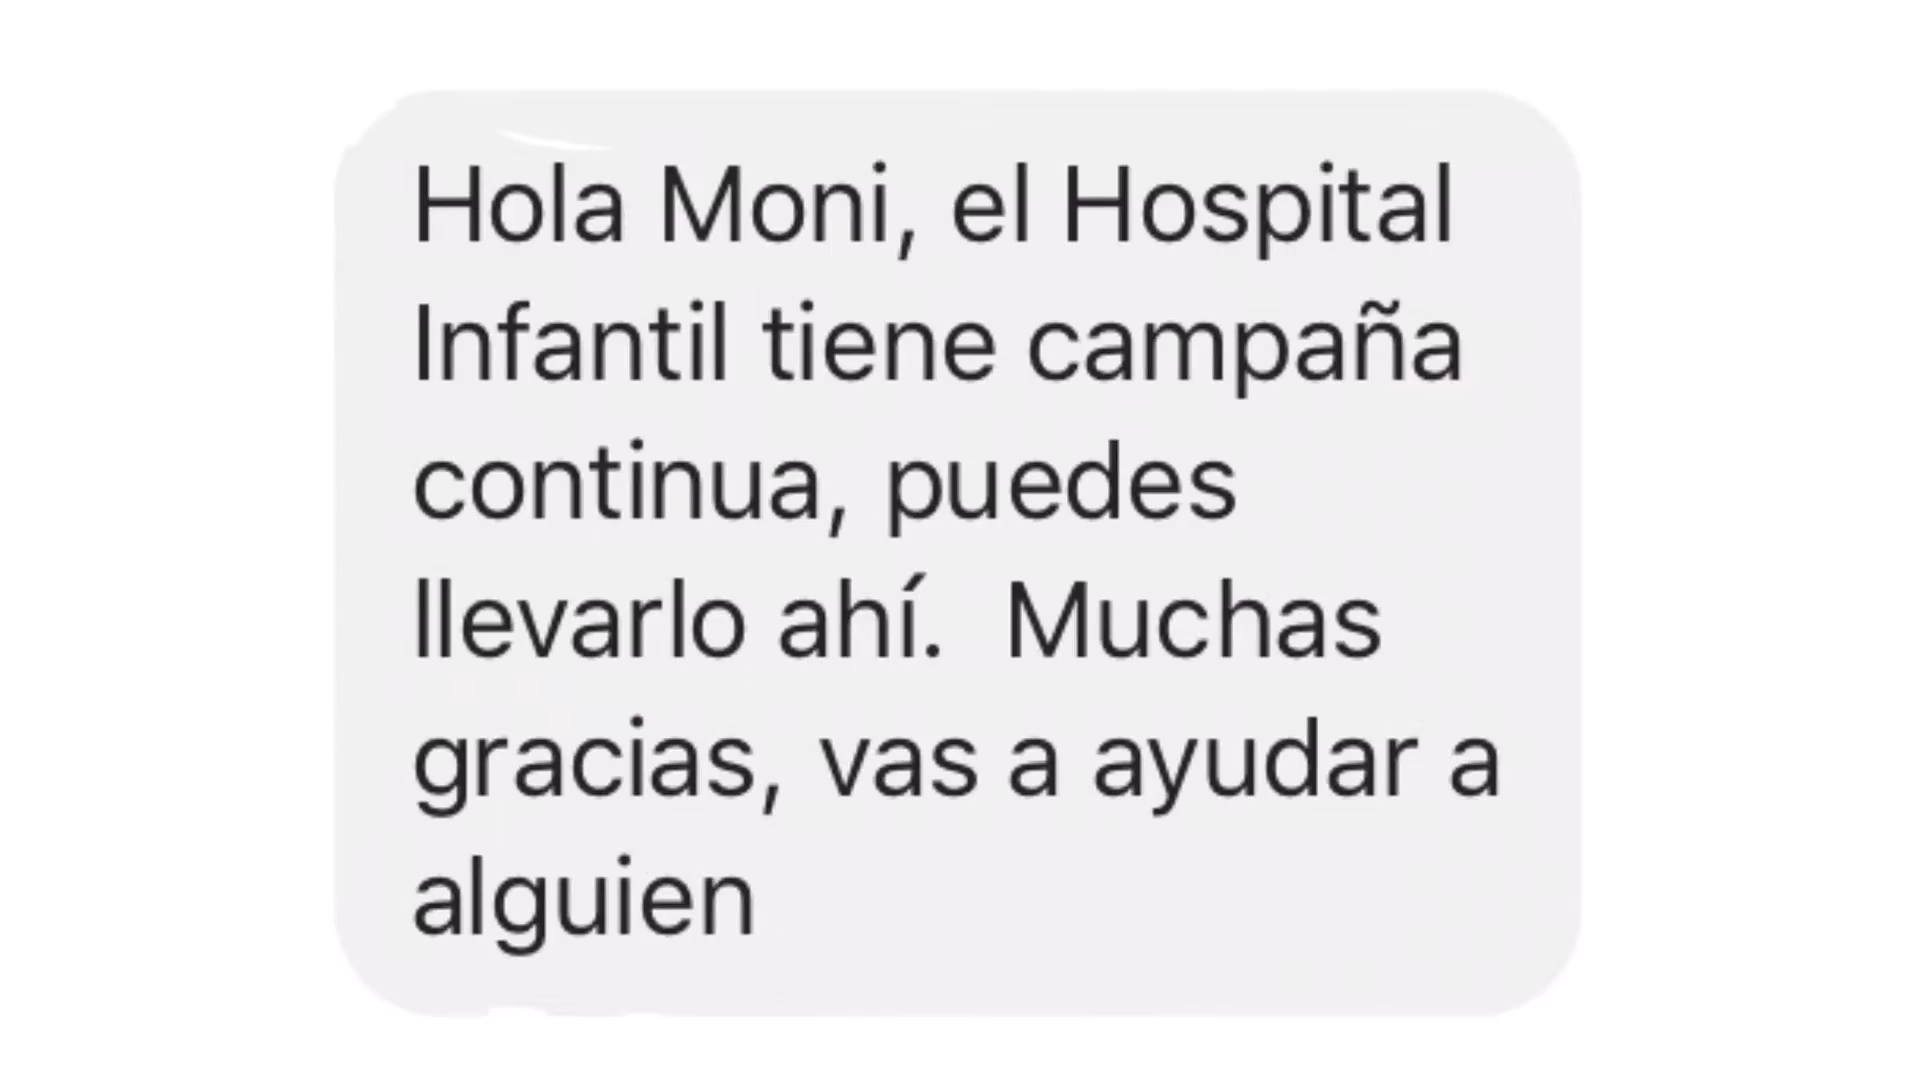 Hola Moni, el Hospital
Infantil tiene campaña
continua, puedes
llevarlo ahí.  Muchas
gracias, vas a ayudar a
alguien